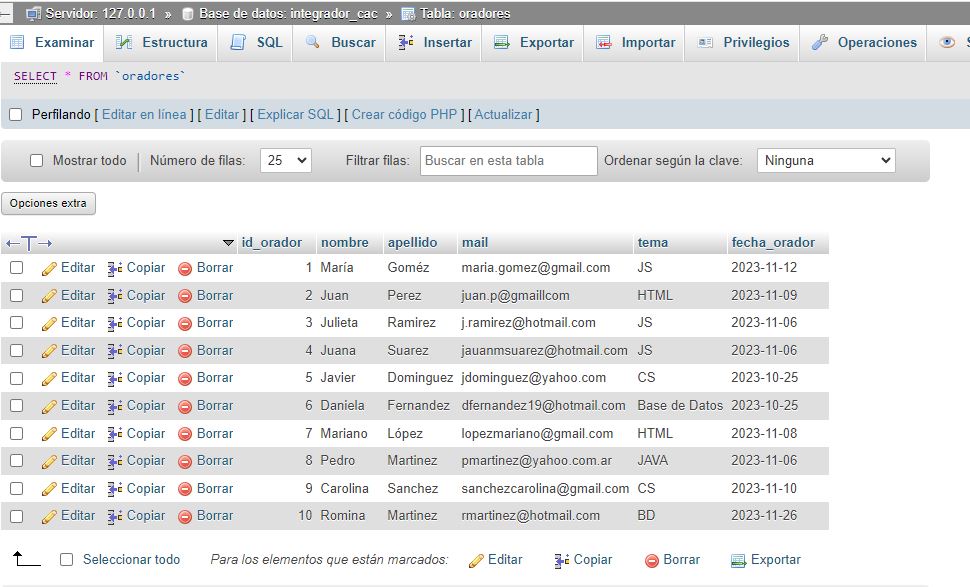 Servidor: 127.0.0.1 » Base de datos: integrador_cac » Tabla: oradores
Examinar Estructura SQL Buscar Insertar Exportar Importar Privilegios Operaciones S
SELECT * FROM `oradores`
Perfilando [ Editar en línea ] [ Editar ] [ Explicar SQL ] [ Crear código PHP ] [ Actualizar ]
Mostrar todo | Número de filas: 25 Filtrar filas: Buscar en esta tabla Ordenar según la clave: Ninguna
Opciones extra
←T→ id_orador nombre apellido mail tema fecha_orador
Editar Copiar Borrar 1 María Goméz maria.gomez@gmail.com JS 2023-11-12
Editar Copiar Borrar 2 Juan Perez juan.p@gmaillcom HTML 2023-11-09
Editar Copiar Borrar 3 Julieta Ramirez j.ramirez@hotmail.com JS 2023-11-06
Editar Copiar Borrar 4 Juana Suarez jauanmsuarez@hotmail.com JS 2023-11-06
Editar Copiar Borrar 5 Javier Dominguez jdominguez@yahoo.com CS 2023-10-25
Editar Copiar Borrar 6 Daniela Fernandez dfernandez19@hotmail.com Base de Datos 2023-10-25
Editar Copiar Borrar 7 Mariano López lopezmariano@gmail.com HTML 2023-11-08
Editar Copiar Borrar 8 Pedro Martinez pmartinez@yahoo.com.ar JAVA 2023-11-06
Editar Copiar Borrar 9 Carolina Sanchez sanchezcarolina@gmail.com CS 2023-11-10
Editar Copiar Borrar 10 Romina Martinez rmartinez@hotmail.com BD 2023-11-26
Seleccionar todo Para los elementos que están marcados: Editar Copiar Borrar Exportar